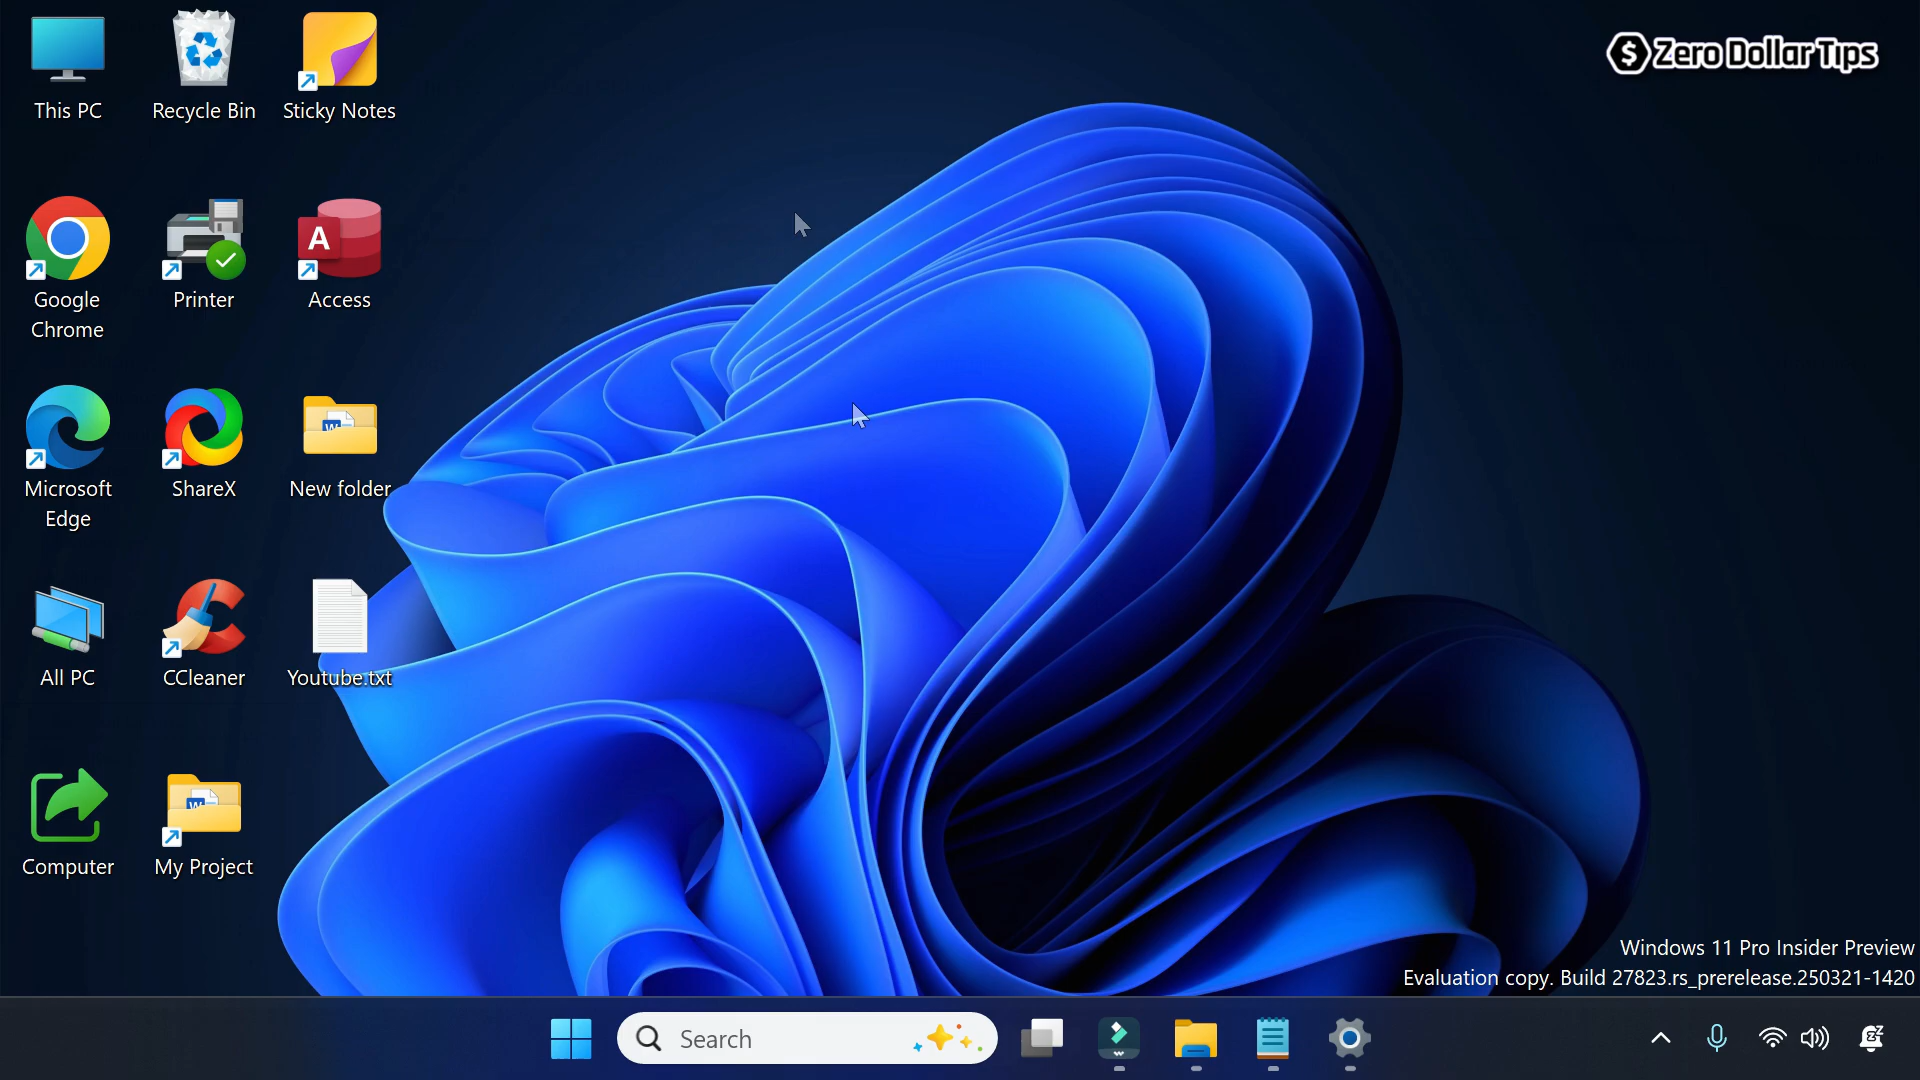 This PC
Recycle Bin
Sticky Notes
Zero Dollar Tips
Google
Chrome
Printer
Access
Microsoft
Edge
ShareX
New folder
All PC
CCleaner
Youtube.txt
Computer
My Project
Windows 11 Pro Insider Preview
Evaluation copy. Build 27823.rs_prerelease.250321-1420
Search